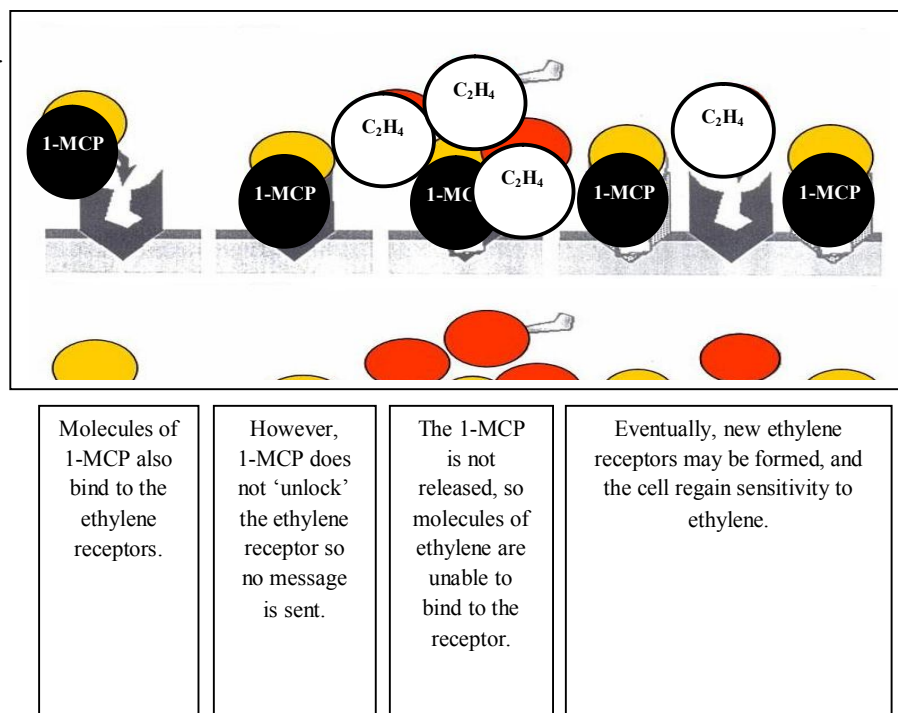 C₂H₄
C₂H₄
C₂H₄
C₂H₄
1-MCP
1-MCP
1-MC
1-MCP
1-MCP
Molecules of
1-MCP also
bind to the
ethylene
receptors.
However,
1-MCP does
not ‘unlock’
the ethylene
receptor so
no message
is sent.
The 1-MCP
is not
released, so
molecules of
ethylene are
unable to
bind to the
receptor.
Eventually, new ethylene
receptors may be formed, and
the cell regain sensitivity to
ethylene.